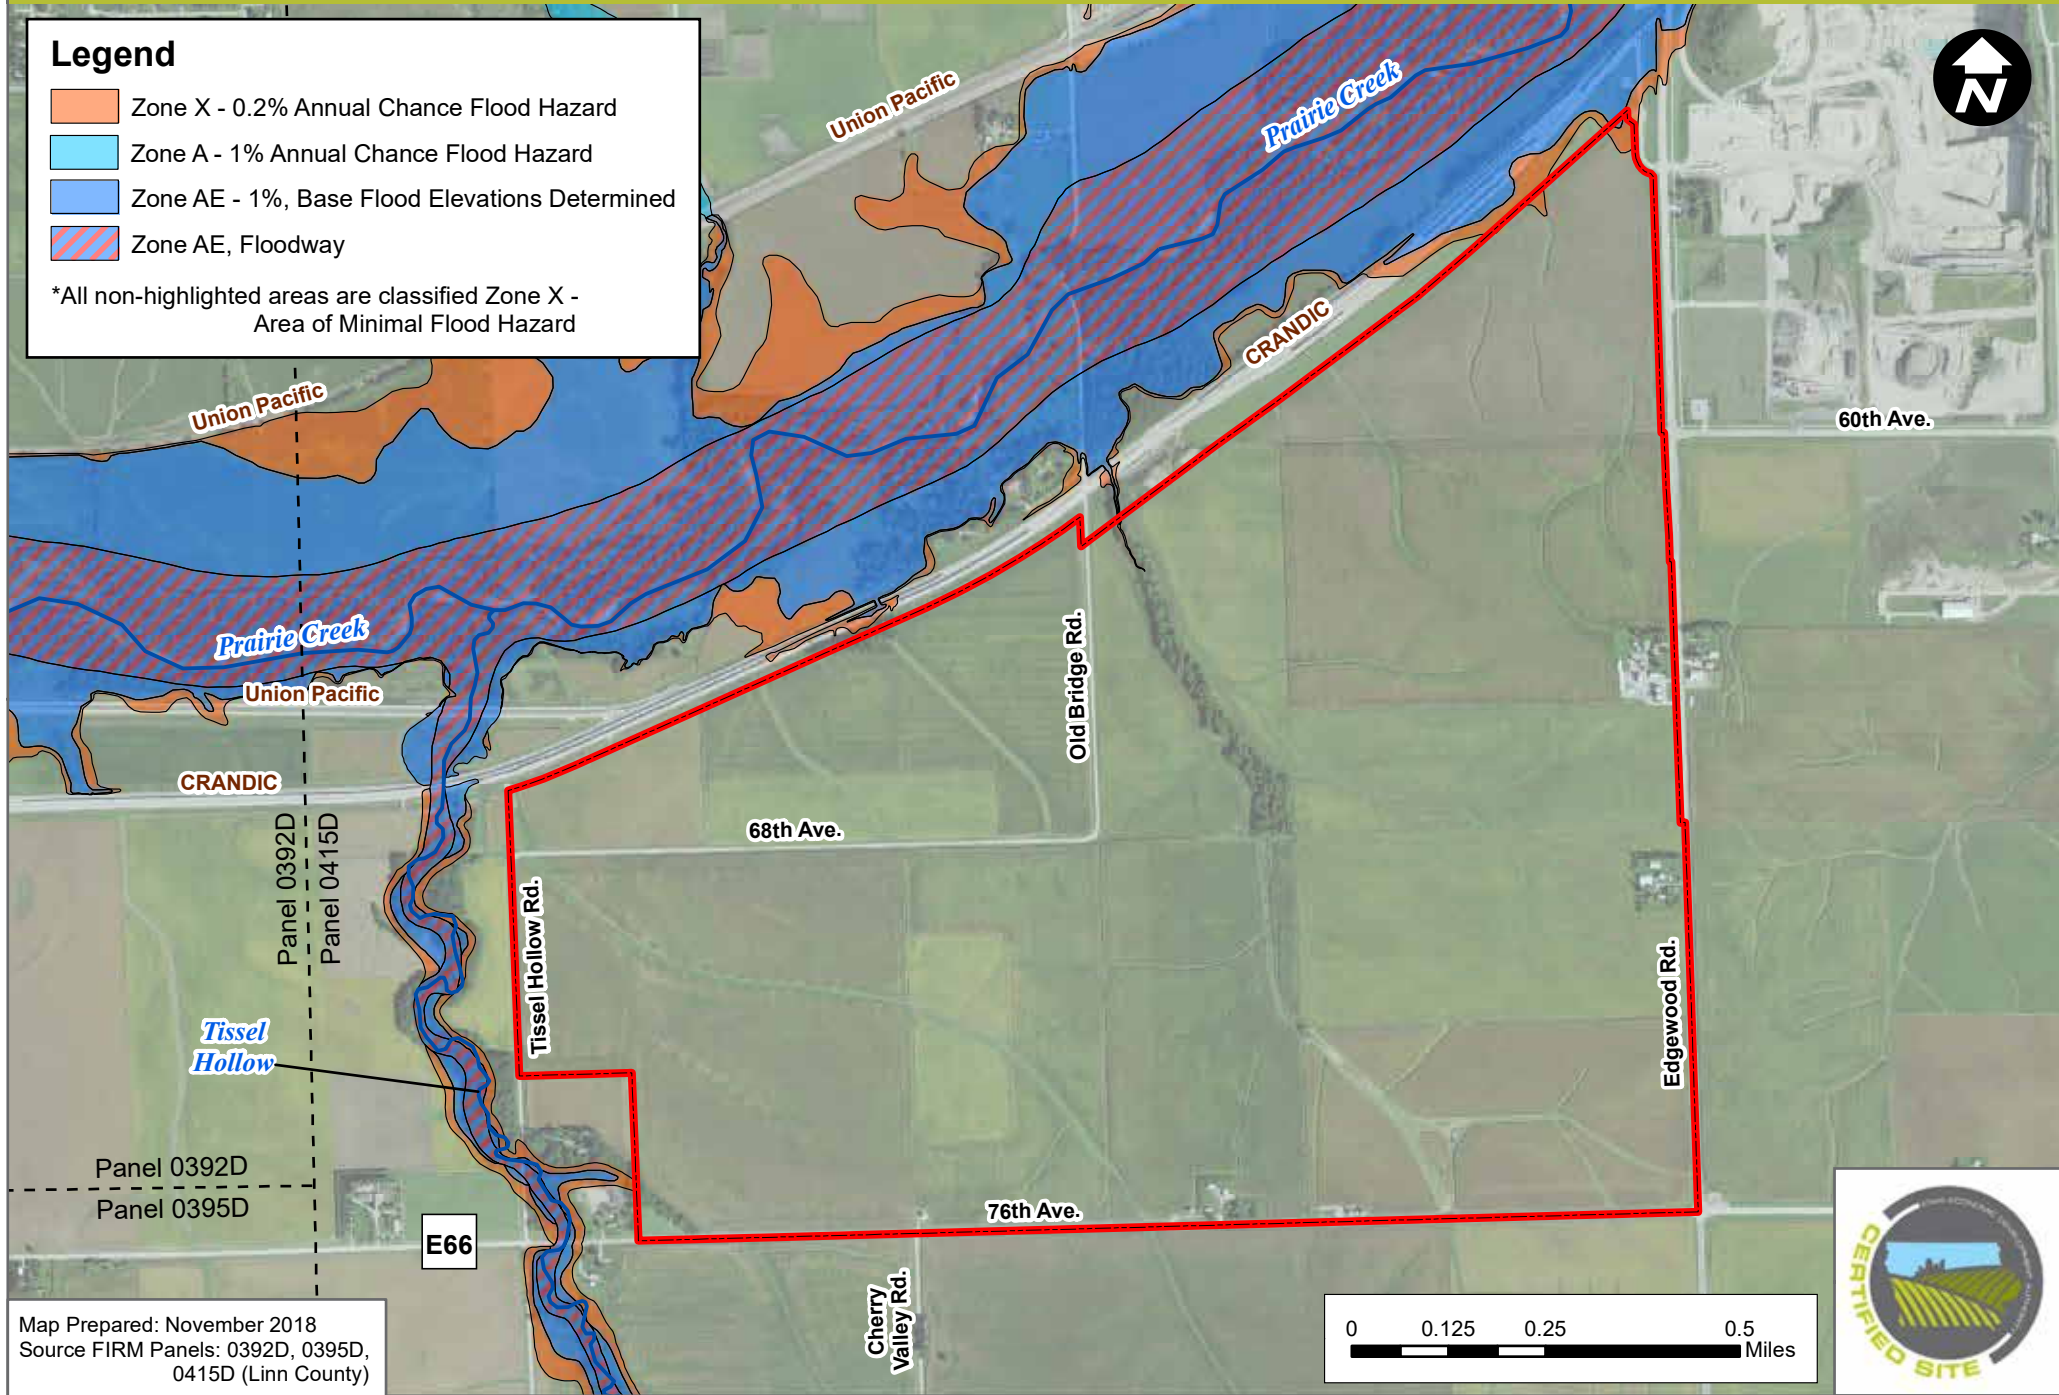 Legend
Zone X - 0.2% Annual Chance Flood Hazard
Zone A - 1% Annual Chance Flood Hazard
Zone AE - 1%, Base Flood Elevations Determined
Zone AE, Floodway
*All non-highlighted areas are classified Zone X -
Area of Minimal Flood Hazard
N
Union Pacific
Prairie Creek
CRANDIC
Union Pacific
60th Ave.
Prairie Creek
Union Pacific
Old Bridge Rd.
CRANDIC
68th Ave.
Panel 0392D
Panel 0415D
Tissel Hollow Rd.
Edgewood Rd.
Tissel
Hollow
Panel 0392D
Panel 0395D
76th Ave.
E66
Cherry
Valley Rd.
Map Prepared: November 2018
Source FIRM Panels: 0392D, 0395D,
0415D (Linn County)
0 0.125 0.25 0.5
Miles
CERTIFIED SITE